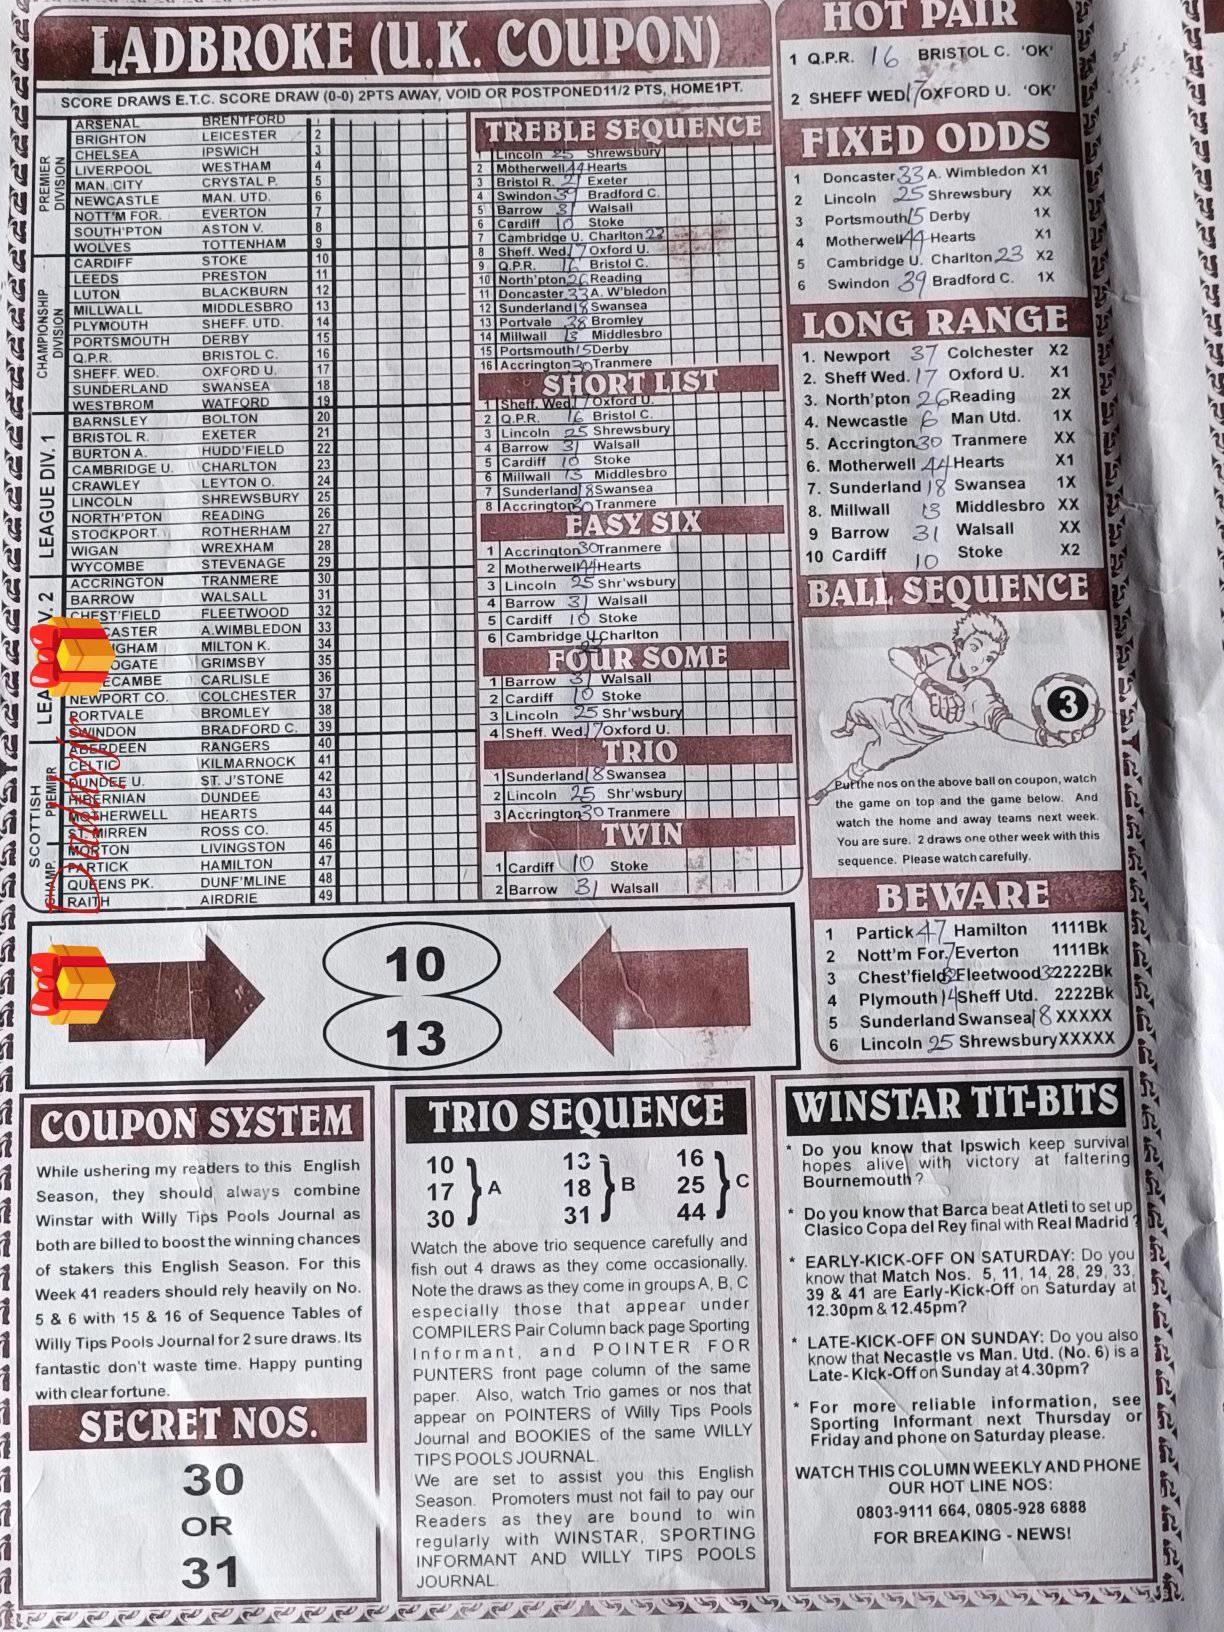 LADBROKE (U.K. COUPON)
SCORE DRAWS E.T.C. SCORE DRAW (0-0) 2PTS AWAY, VOID OR POSTPONED11/2 PTS, HOME1PT.
PREMIER DIVISION
ARSENAL BRENTFORD 1
BRIGHTON LEICESTER 2
CHELSEA IPSWICH 3
LIVERPOOL WESTHAM 4
MAN. CITY CRYSTAL P. 5
NEWCASTLE MAN. UTD. 6
NOTT'M FOR. EVERTON 7
SOUTH'PTON ASTON V. 8
WOLVES TOTTENHAM 9
CHAMPIONSHIP DIVISION
CARDIFF STOKE 10
LEEDS PRESTON 11
LUTON BLACKBURN 12
MILLWALL MIDDLESBRO 13
PLYMOUTH SHEFF. UTD. 14
PORTSMOUTH DERBY 15
Q.P.R. BRISTOL C. 16
SHEFF. WED. OXFORD U. 17
SUNDERLAND SWANSEA 18
WESTBROM WATFORD 19
LEAGUE DIV. 1
BARNSLEY BOLTON 20
BRISTOL R. EXETER 21
BURTON A. HUDD'FIELD 22
CAMBRIDGE U. CHARLTON 23
CRAWLEY LEYTON O. 24
LINCOLN SHREWSBURY 25
NORTH'PTON READING 26
STOCKPORT ROTHERHAM 27
WIGAN WREXHAM 28
WYCOMBE STEVENAGE 29
LEA V. 2
ACCRINGTON TRANMERE 30
BARROW WALSALL 31
CHEST'FIELD FLEETWOOD 32
CASTER A.WIMBLEDON 33
NGHAM MILTON K. 34
OGATE GRIMSBY 35
ECAMBE CARLISLE 36
NEWPORT CO. COLCHESTER 37
PORTVALE BROMLEY 38
SWINDON BRADFORD C. 39
SCOTTISH PREMIER
ABERDEEN RANGERS 40
CELTIC KILMARNOCK 41
DUNDEE U. ST. J'STONE 42
HIBERNIAN DUNDEE 43
MOTHERWELL HEARTS 44
ST. MIRREN ROSS CO. 45
CHAMP.
MORTON LIVINGSTON 46
PARTICK HAMILTON 47
QUEENS PK. DUNF'MLINE 48
RAITH AIRDRIE 49
TREBLE SEQUENCE
Lincoln 25 Shrewsbury
2 Motherwell 44 Hearts
3 Bristol R. 21 Exeter
4 Swindon 39 Bradford C.
5 Barrow 31 Walsall
6 Cardiff 10 Stoke
7 Cambridge U. Charlton 23
8 Sheff. Wed. 17 Oxford U.
9 Q.P.R. 16 Bristol C.
10 North'pton 26 Reading
11 Doncaster 33 A. W'bledon
12 Sunderland 18 Swansea
13 Portvale 38 Bromley
14 Millwall 13 Middlesbro
15 Portsmouth 15 Derby
16 Accrington 30 Tranmere
SHORT LIST
1 Sheff. Wed. 17 Oxford U.
2 Q.P.R. 16 Bristol C.
3 Lincoln 25 Shrewsbury
4 Barrow 31 Walsall
5 Cardiff 10 Stoke
6 Millwall 13 Middlesbro
7 Sunderland 18 Swansea
8 Accrington 30 Tranmere
EASY SIX
1 Accrington 30 Tranmere
2 Motherwell 44 Hearts
3 Lincoln 25 Shr'wsbury
4 Barrow 31 Walsall
5 Cardiff 10 Stoke
6 Cambridge U Charlton
FOUR SOME
1 Barrow 31 Walsall
2 Cardiff 10 Stoke
3 Lincoln 25 Shr'wsbury
4 Sheff. Wed. 17 Oxford U.
TRIO
1 Sunderland 18 Swansea
2 Lincoln 25 Shr'wsbury
3 Accrington 30 Tranmere
TWIN
1 Cardiff 10 Stoke
2 Barrow 31 Walsall
HOT PAIR
1 Q.P.R. 16 BRISTOL C. 'OK'
2 SHEFF WED 17 OXFORD U. 'OK'
FIXED ODDS
1 Doncaster 33 A. Wimbledon X1
2 Lincoln 25 Shrewsbury XX
3 Portsmouth 15 Derby 1X
4 Motherwell 44 Hearts X1
5 Cambridge U. Charlton 23 X2
6 Swindon 39 Bradford C. 1X
LONG RANGE
1. Newport 37 Colchester X2
2. Sheff Wed. 17 Oxford U. X1
3. North'pton 26 Reading 2X
4. Newcastle 6 Man Utd. 1X
5. Accrington 30 Tranmere XX
6. Motherwell 44 Hearts X1
7. Sunderland 18 Swansea 1X
8. Millwall 13 Middlesbro XX
9 Barrow 31 Walsall XX
10 Cardiff 10 Stoke X2
BALL SEQUENCE
3
Put the nos on the above ball on coupon, watch
the game on top and the game below. And
watch the home and away teams next week.
You are sure. 2 draws one other week with this
sequence. Please watch carefully.
BEWARE
1 Partick 47 Hamilton 1111Bk
2 Nott'm For. 7 Everton 1111Bk
3 Chest'field Fleetwood 32 2222Bk
4 Plymouth 14 Sheff Utd. 2222Bk
5 Sunderland Swansea 18 XXXXX
6 Lincoln 25 Shrewsbury XXXXX
Daddyjr
10
13
COUPON SYSTEM
While ushering my readers to this English
Season, they should always combine
Winstar with Willy Tips Pools Journal as
both are billed to boost the winning chances
of stakers this English Season. For this
Week 41 readers should rely heavily on No.
5 & 6 with 15 & 16 of Sequence Tables of
Willy Tips Pools Journal for 2 sure draws. Its
fantastic don't waste time. Happy punting
with clear fortune.
SECRET NOS.
30
OR
31
TRIO SEQUENCE
10 13 16
17 A 18 B 25 C
30 31 44
Watch the above trio sequence carefully and
fish out 4 draws as they come occasionally.
Note the draws as they come in groups A, B, C
especially those that appear under
COMPILERS Pair Column back page Sporting
Informant, and POINTER FOR
PUNTERS front page column of the same
paper. Also, watch Trio games or nos that
appear on POINTERS of Willy Tips Pools
Journal and BOOKIES of the same WILLY
TIPS POOLS JOURNAL.
We are set to assist you this English
Season. Promoters must not fail to pay our
Readers as they are bound to win
regularly with WINSTAR, SPORTING
INFORMANT AND WILLY TIPS POOLS
JOURNAL.
WINSTAR TIT-BITS
* Do you know that Ipswich keep survival
hopes alive with victory at faltering
Bournemouth?
* Do you know that Barca beat Atleti to set up
Clasico Copa del Rey final with Real Madrid ?
* EARLY-KICK-OFF ON SATURDAY: Do you
know that Match Nos. 5, 11, 14, 28, 29, 33,
39 & 41 are Early-Kick-Off on Saturday at
12.30pm & 12.45pm?
* LATE-KICK-OFF ON SUNDAY: Do you also
know that Necastle vs Man. Utd. (No. 6) is a
Late- KIck-Off on Sunday at 4.30pm?
* For more reliable information, see
Sporting Informant next Thursday or
Friday and phone on Saturday please.
WATCH THIS COLUMN WEEKLY AND PHONE
OUR HOT LINE NOS:
0803-9111 664, 0805-928 6888
FOR BREAKING - NEWS!